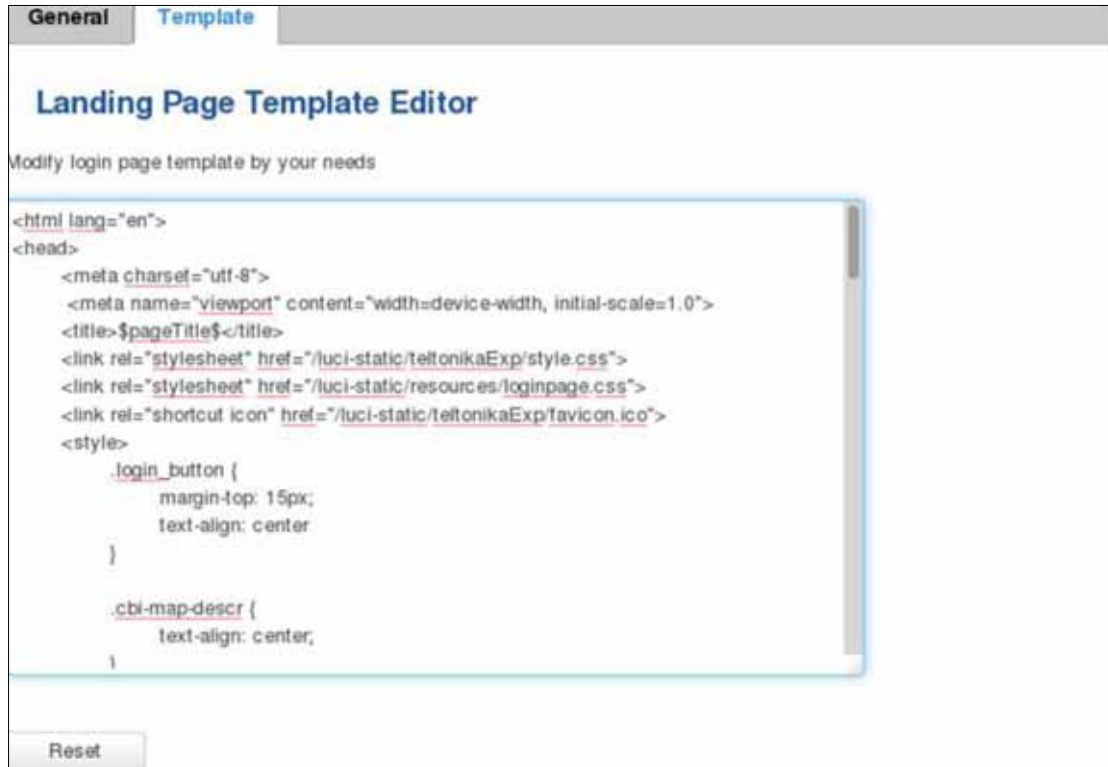 General Template
Landing Page Template Editor
Modify login page template by your needs
<html lang="en">
<head>
<meta charset="utf-8">
<meta name="viewport" content="width=device-width, initial-scale=1.0">
<title>$pageTitle$</title>
<link rel="stylesheet" href="/luci-static/teltonikaExp/style.css">
<link rel="stylesheet" href="/luci-static/resources/loginpage.css">
<link rel="shortcut icon" href="/luci-static/teltonikaExp/favicon.ico">
<style>
.login_button {
margin-top: 15px;
text-align: center
}
.cbi-map-descr {
text-align: center;
}
Reset